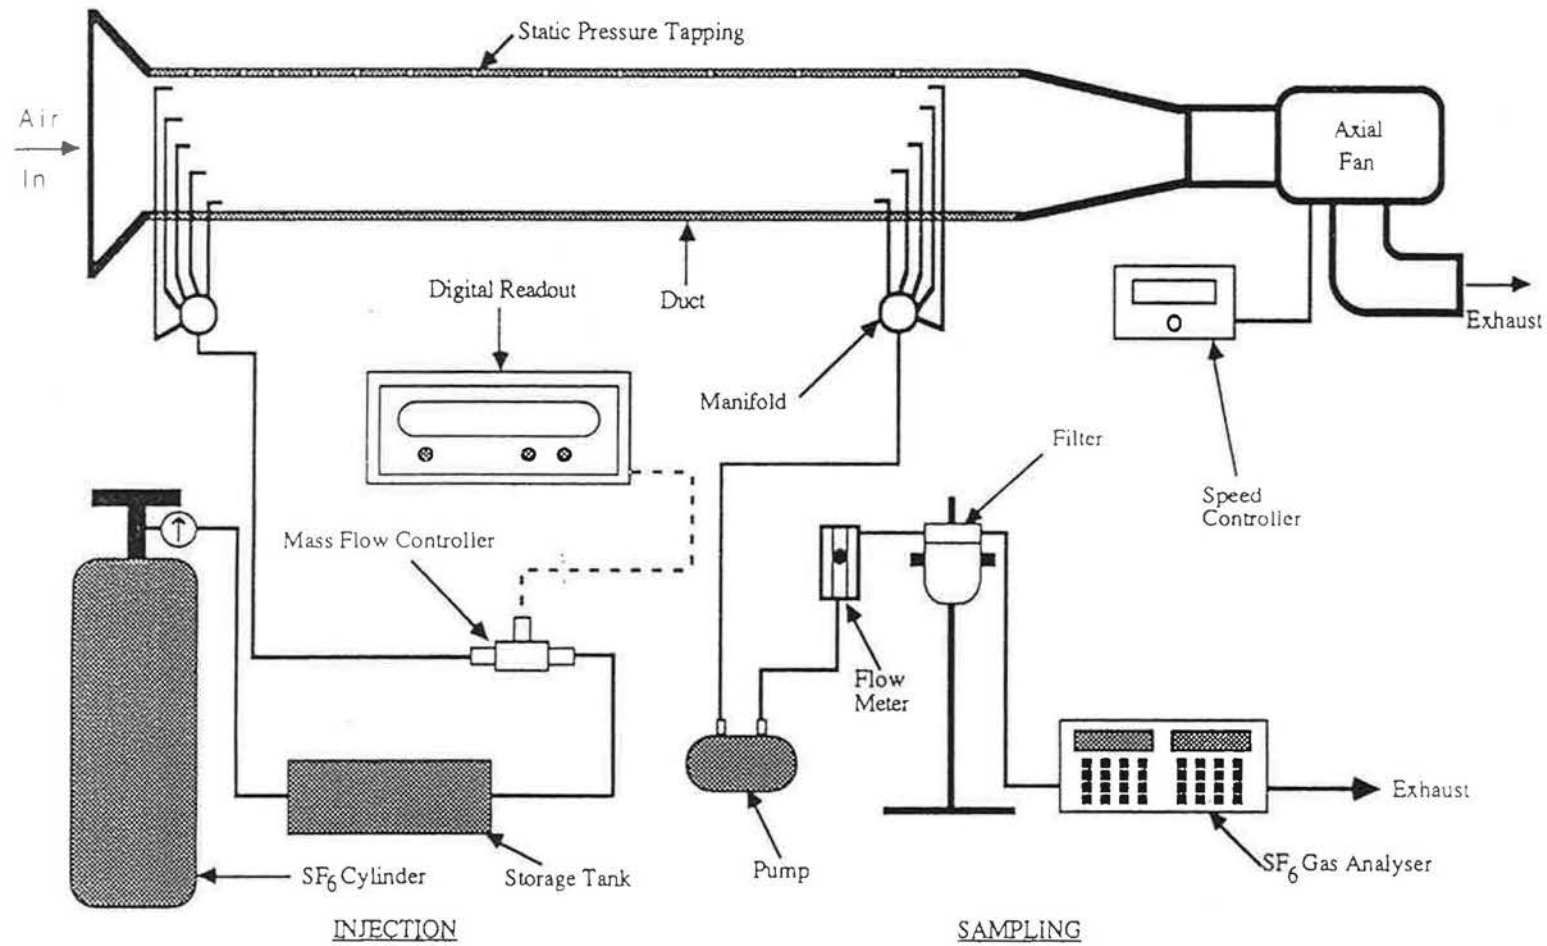 Static Pressure Tapping
Air
In
Axial
Fan
Digital Readout
Duct
Exhaust
Manifold
Filter
Speed
Controller
Mass Flow Controller
Flow
Meter
Exhaust
SF6 Cylinder
Storage Tank
Pump
SF6 Gas Analyser
INJECTION
SAMPLING